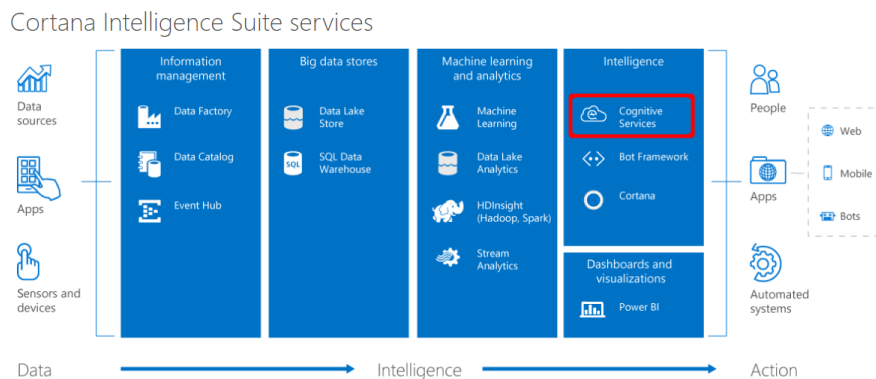 Cortana Intelligence Suite services
Data
sources
Apps
Sensors and
devices
Information
management
Data Factory
Data Catalog
Event Hub
Big data stores
Data Lake
Store
SQL
SQL Data
Warehouse
Machine learning
and analytics
Machine
Learning
Data Lake
Analytics
HDInsight
(Hadoop, Spark)
Stream
Analytics
Intelligence
Cognitive
Services
Bot Framework
Cortana
Dashboards and
visualizations
Power BI
People
Apps
Automated
systems
Web
Mobile
Bots
Data
Intelligence
Action